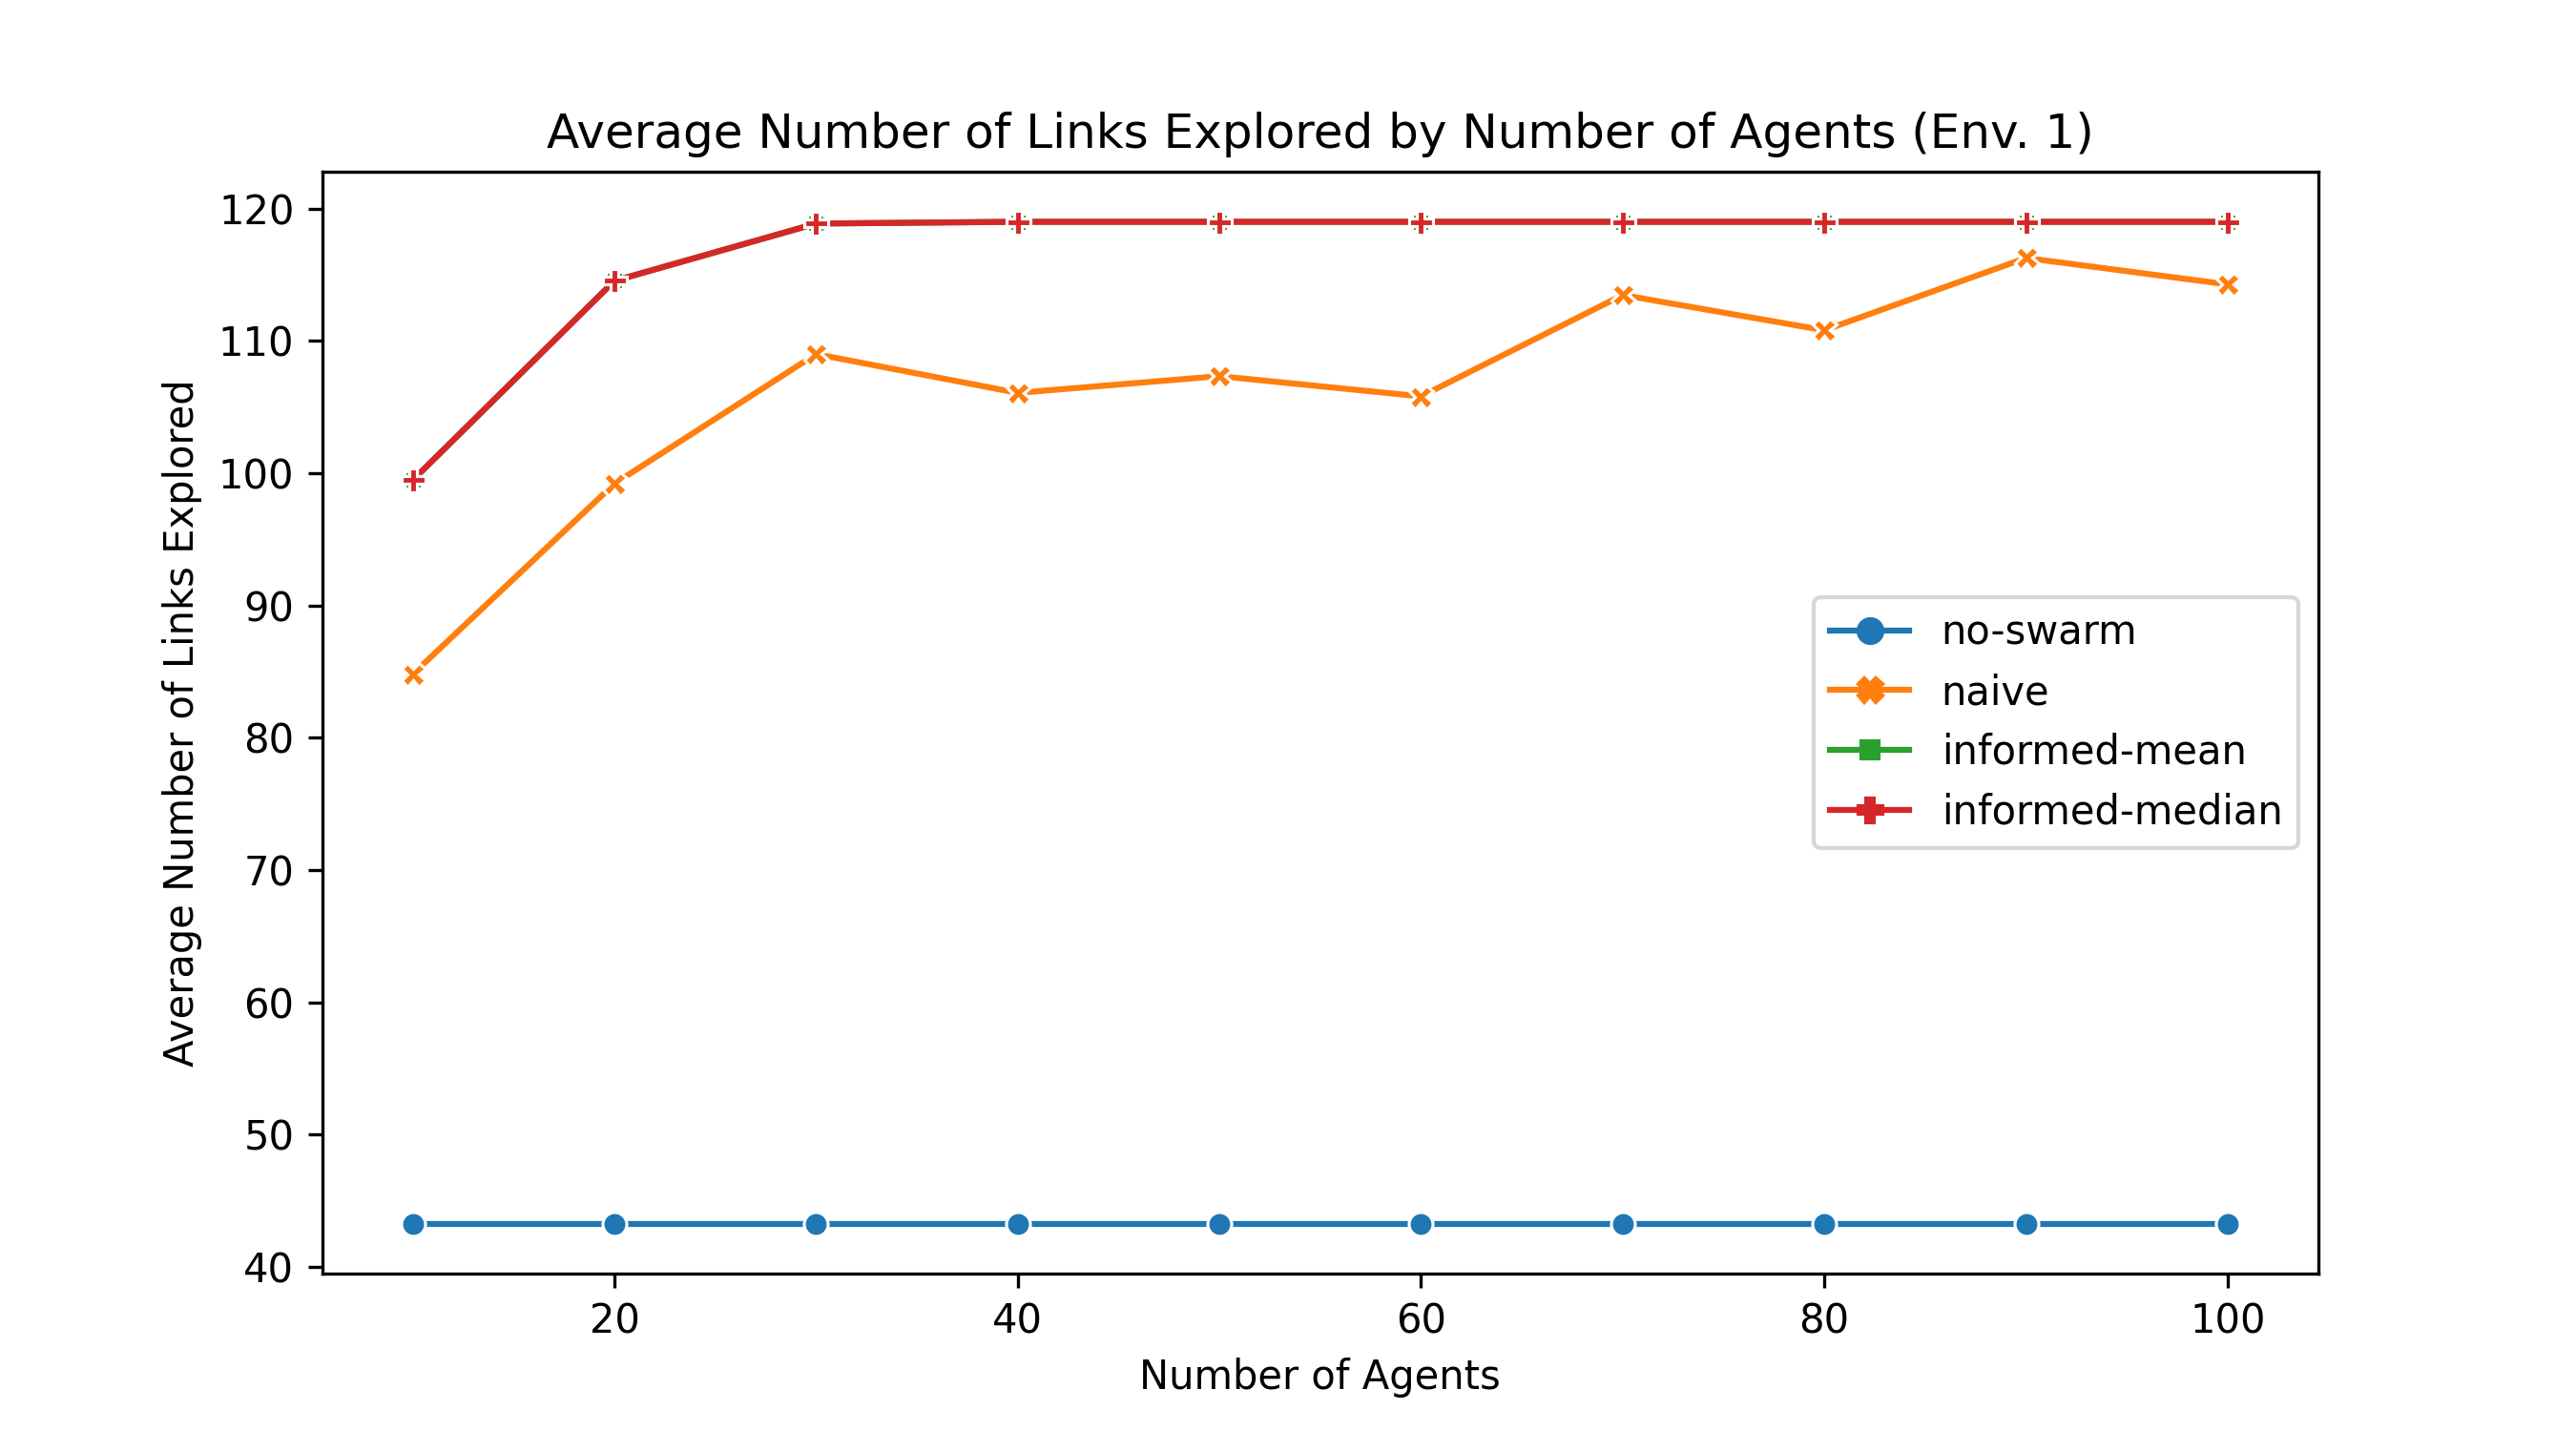 Average Number of Links Explored by Number of Agents (Env. 1)
Average Number of Links Explored
120
110
100
90
80
70
60
50
40
no-swarm
naive
informed-mean
informed-median
20 40 60 80 100
Number of Agents